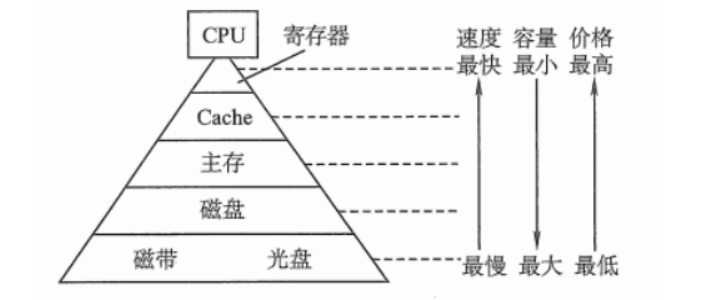 CPU
寄存器
速度 容量 价格
最快 最小 最高
Cache
主存
磁盘
磁带 光盘
最慢 最大 最低